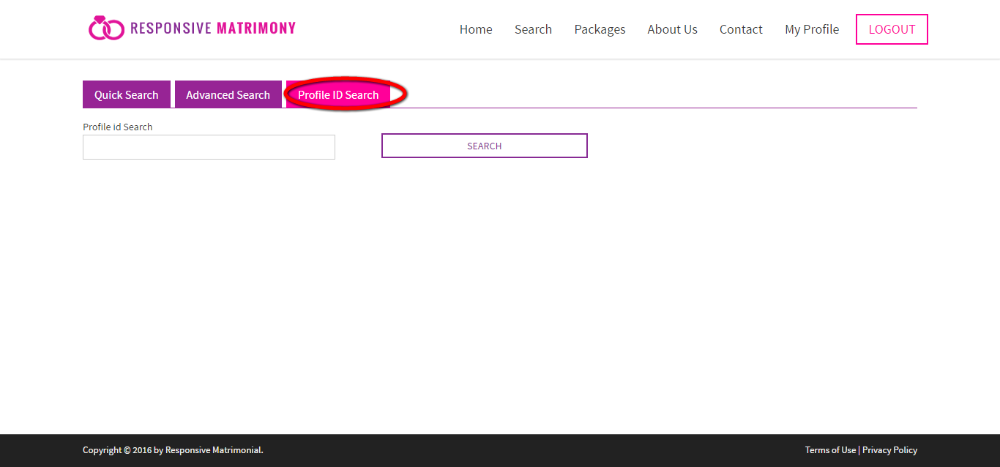 RESPONSIVE MATRIMONY
Home Search Packages About Us Contact My Profile LOGOUT
Quick Search Advanced Search Profile ID Search
Profile id Search
SEARCH
Copyright © 2016 by Responsive Matrimonial. Terms of Use | Privacy Policy